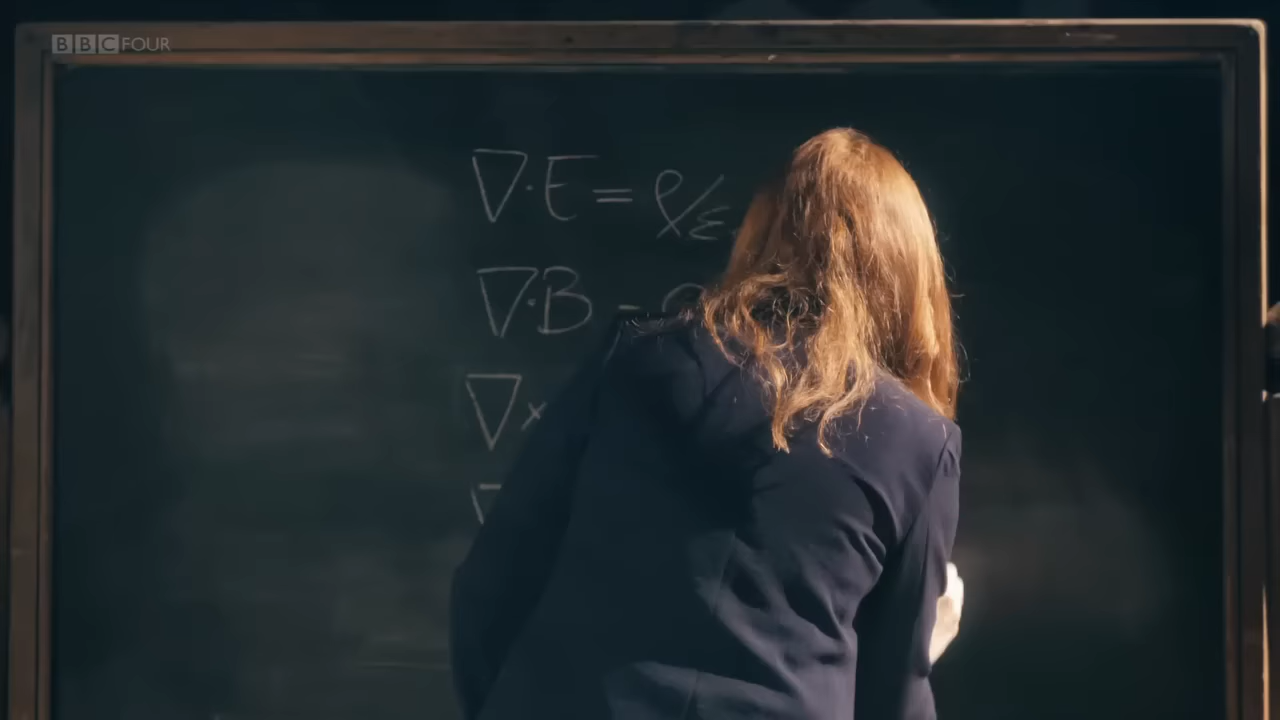 BBC FOUR
∇·E = ρ/ε
∇·B =
∇×
∇